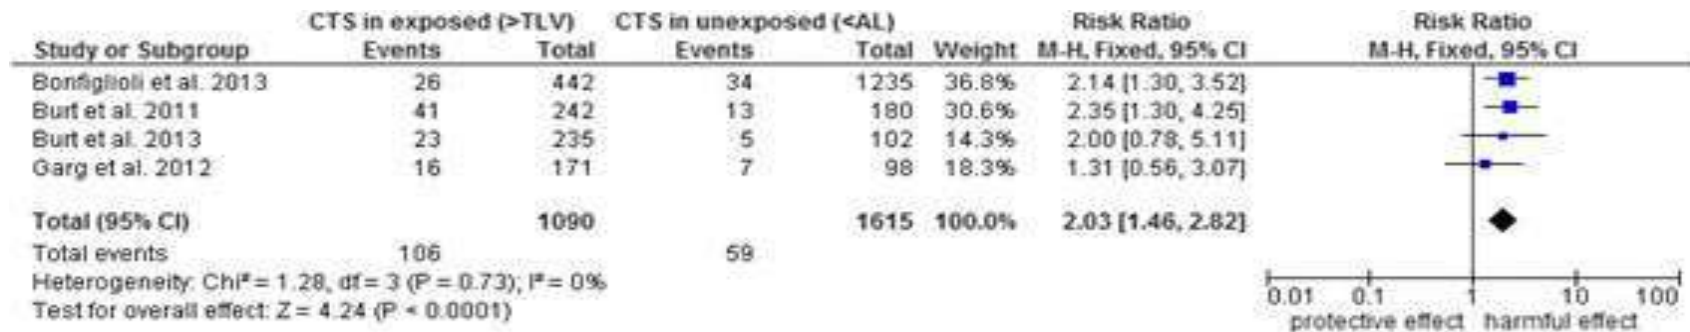 CTS in exposed (>TLV) CTS in unexposed (<AL) Risk Ratio Risk Ratio
Study or Subgroup Events Total Events Total Weight M-H, Fixed, 95% CI M-H, Fixed, 95% CI
Bonfiglioli et al. 2013 26 442 34 1235 36.8% 2.14 [1.30, 3.52]
Burt et al. 2011 41 242 13 180 30.6% 2.35 [1.30, 4.25]
Burt et al. 2013 23 235 5 102 14.3% 2.00 [0.78, 5.11]
Garg et al. 2012 16 171 7 98 18.3% 1.31 [0.56, 3.07]
Total (95% CI) 1090 1615 100.0% 2.03 [1.46, 2.82]
Total events 106 59
Heterogeneity: Chi² = 1.28, df = 3 (P = 0.73); I² = 0%
Test for overall effect: Z = 4.24 (P < 0.0001)
0.01 0.1 1 10 100
protective effect harmful effect